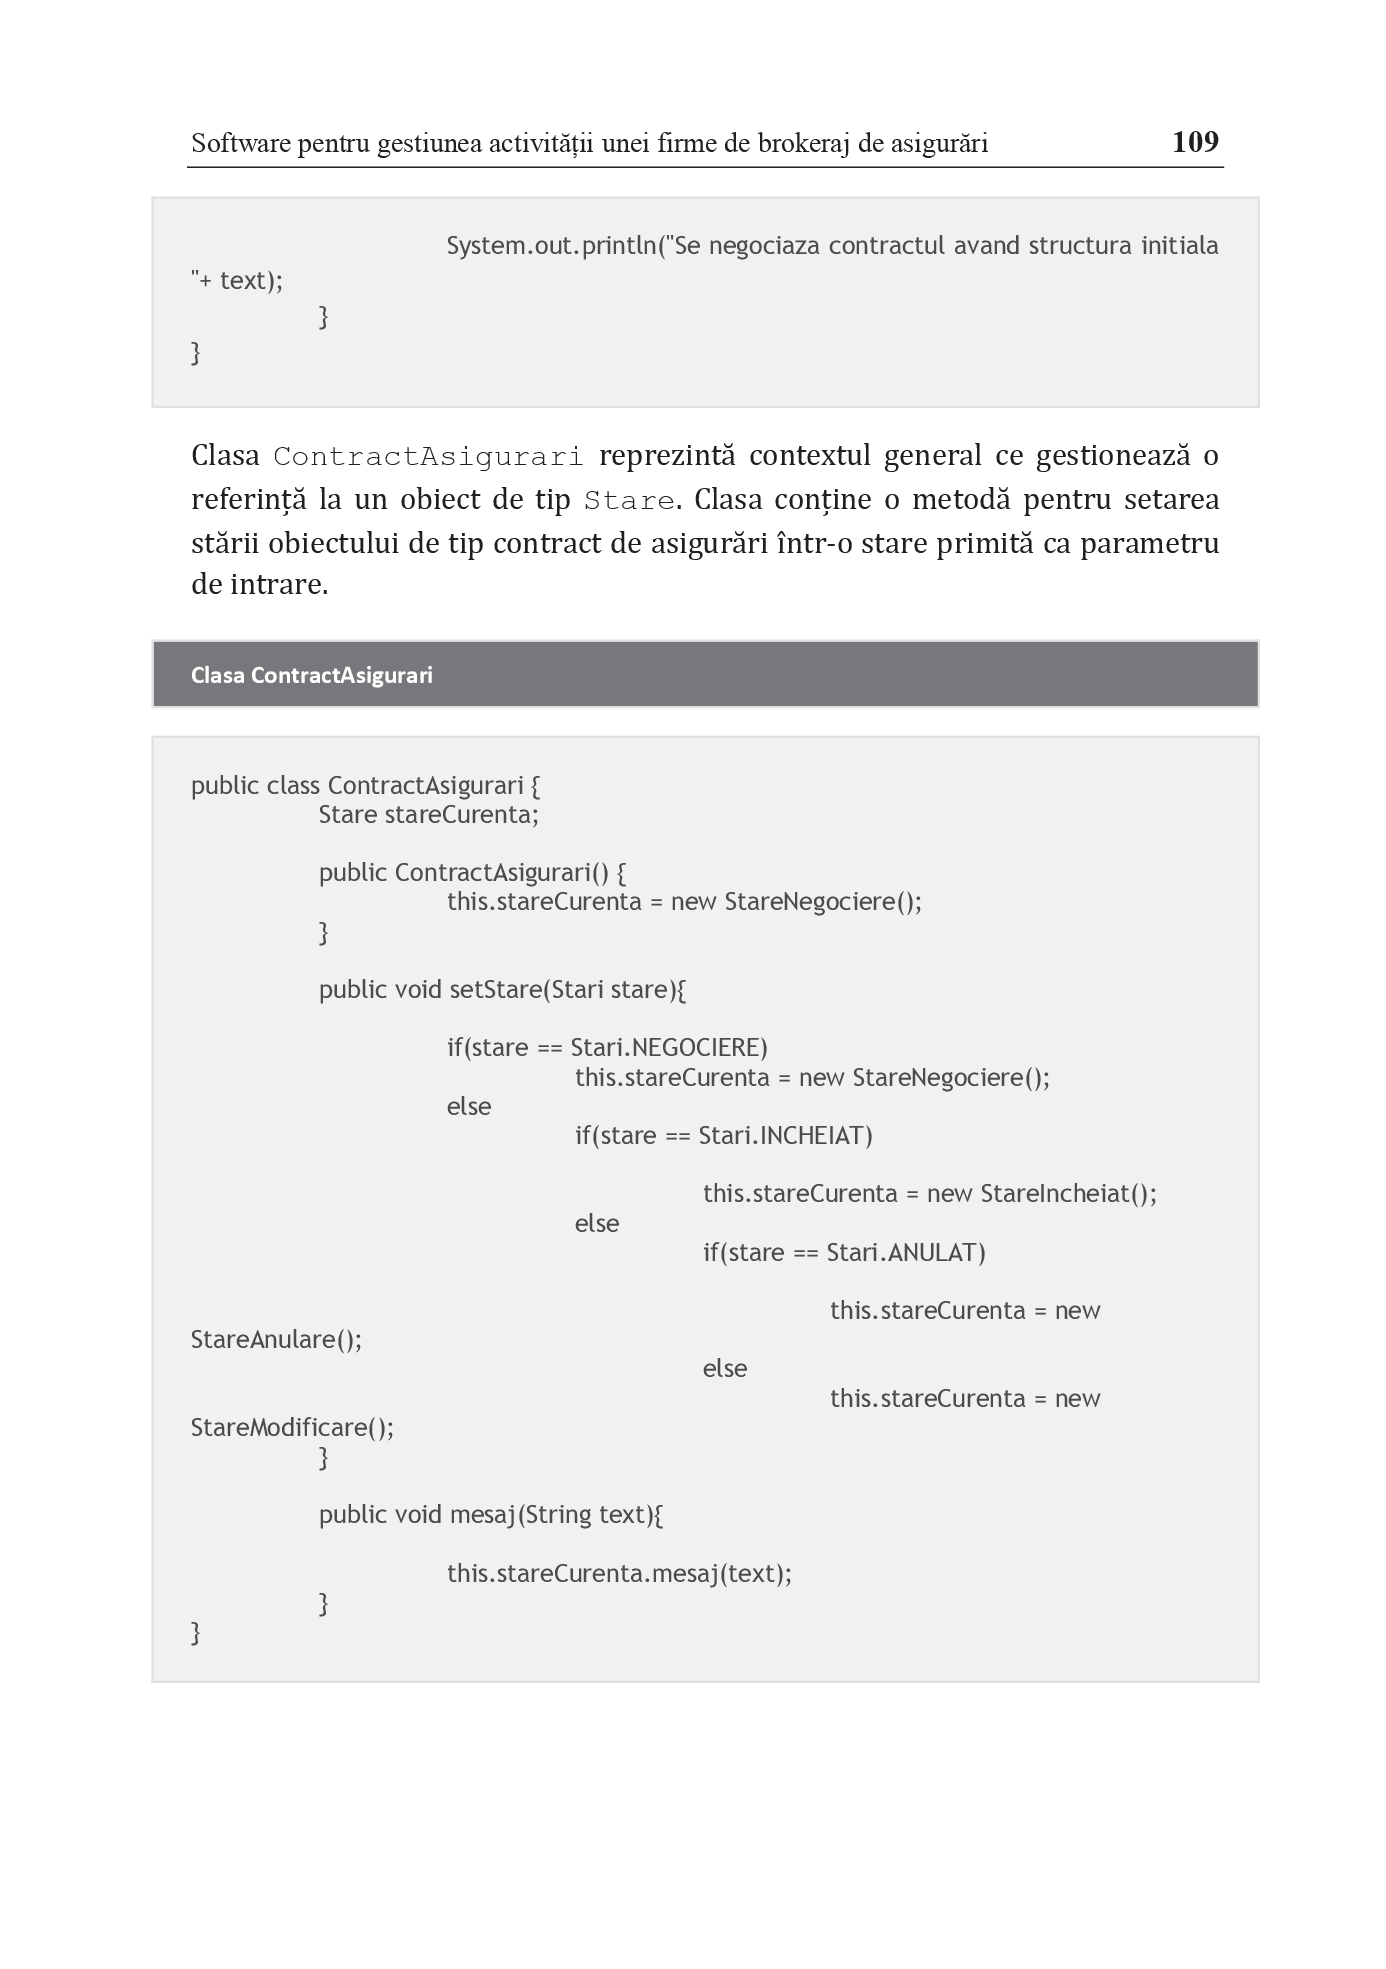 Software pentru gestiunea activității unei firme de brokeraj de asigurări 109
System.out.println("Se negociaza contractul avand structura initiala
"+ text);
}
}
Clasa ContractAsigurari reprezintă contextul general ce gestionează o
referință la un obiect de tip Stare. Clasa conține o metodă pentru setarea
stării obiectului de tip contract de asigurări într-o stare primită ca parametru
de intrare.
Clasa ContractAsigurari
public class ContractAsigurari {
Stare stareCurenta;
public ContractAsigurari() {
this.stareCurenta = new StareNegociere();
}
public void setStare(Stari stare){
if(stare == Stari.NEGOCIERE)
this.stareCurenta = new StareNegociere();
else
if(stare == Stari.INCHEIAT)
this.stareCurenta = new StareIncheiat();
else
if(stare == Stari.ANULAT)
this.stareCurenta = new
StareAnulare();
else
this.stareCurenta = new
StareModificare();
}
public void mesaj(String text){
this.stareCurenta.mesaj(text);
}
}